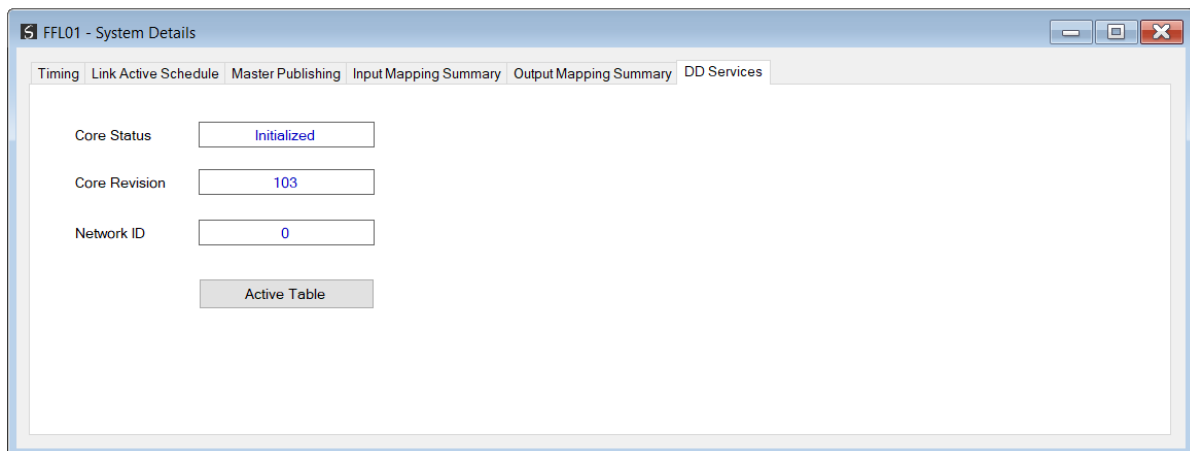 FFL01 - System Details
Timing Link Active Schedule Master Publishing Input Mapping Summary Output Mapping Summary DD Services
Core Status Initialized
Core Revision 103
Network ID 0
Active Table